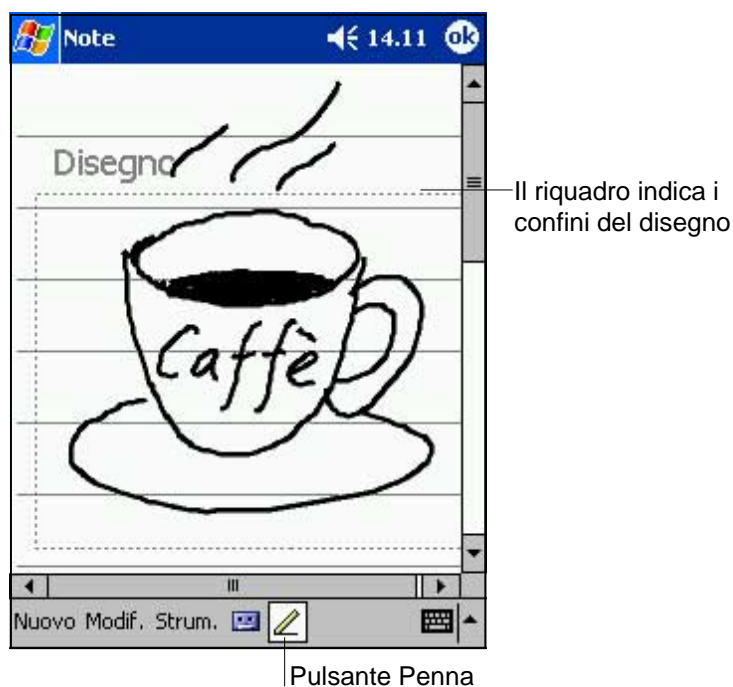 Note 14.11 ok
Disegno
Il riquadro indica i
confini del disegno
Caffè
Nuovo Modif. Strum.
Pulsante Penna